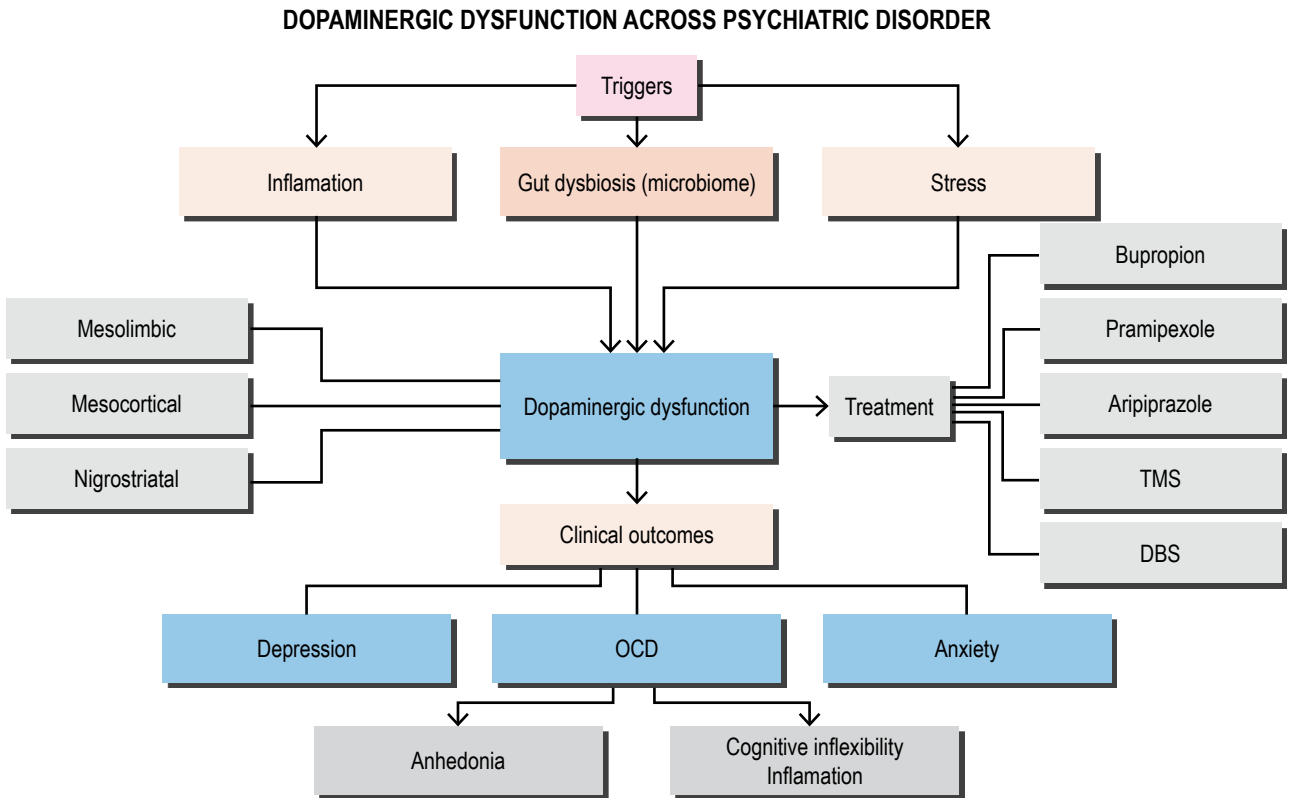 DOPAMINERGIC DYSFUNCTION ACROSS PSYCHIATRIC DISORDER
Triggers
Inflamation
Gut dysbiosis (microbiome)
Stress
Mesolimbic
Mesocortical
Nigrostriatal
Dopaminergic dysfunction
Treatment
Bupropion
Pramipexole
Aripiprazole
TMS
DBS
Clinical outcomes
Depression
OCD
Anxiety
Anhedonia
Cognitive inflexibility
Inflamation